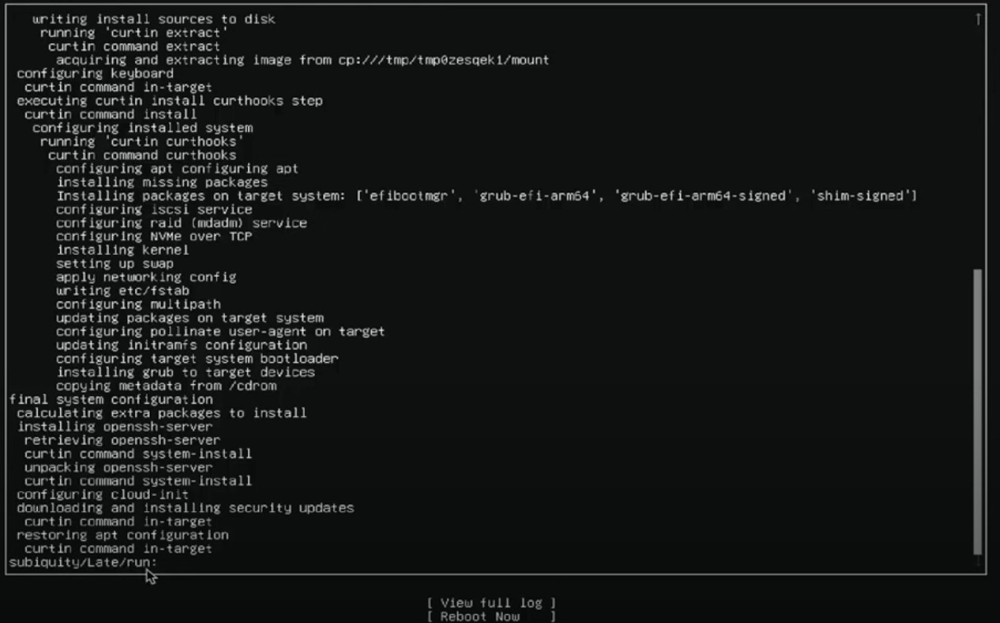 writing install sources to disk
running 'curtin extract'
curtin command extract
acquiring and extracting image from cp:///tmp/tmp0zesqek1/mount
configuring keyboard
curtin command in-target
executing curtin install curthooks step
curtin command install
configuring installed system
running 'curtin curthooks'
curtin command curthooks
configuring apt configuring apt
installing missing packages
Installing packages on target system: ['efibootmgr', 'grub-efi-arm64', 'grub-efi-arm64-signed', 'shim-signed']
configuring iscsi service
configuring raid (mdadm) service
configuring NVMe over TCP
installing kernel
setting up swap
apply networking config
writing etc/fstab
configuring multipath
updating packages on target system
configuring pollinate user-agent on target
updating initramfs configuration
configuring target system bootloader
installing grub to target devices
copying metadata from /cdrom
final system configuration
calculating extra packages to install
installing openssh-server
retrieving openssh-server
curtin command system-install
unpacking openssh-server
curtin command system-install
configuring cloud-init
downloading and installing security updates
curtin command in-target
restoring apt configuration
curtin command in-target
subiquity/Late/run:
[ View full log ]
[ Reboot Now ]